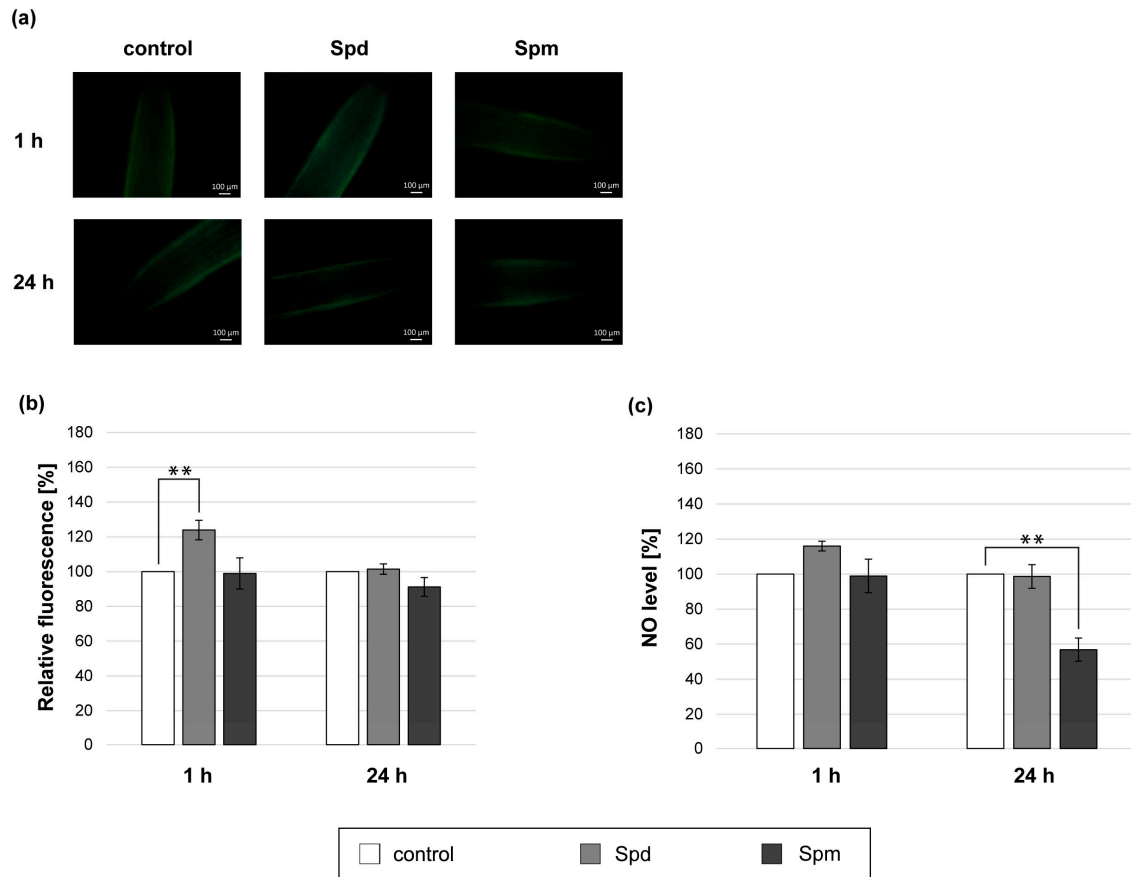 (a)
control Spd Spm
1 h
100 µm 100 µm 100 µm
24 h
100 µm 100 µm 100 µm
(b)
Relative fluorescence [%]
180
160
140
120
100
80
60
40
20
0
**
1 h 24 h
(c)
NO level [%]
180
160
140
120
100
80
60
40
20
0
**
1 h 24 h
control Spd Spm